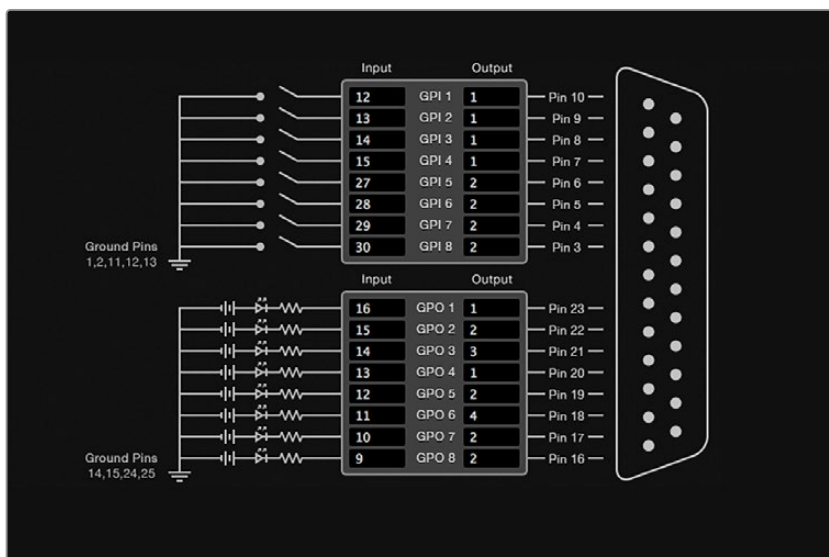 Input Output
12 GPI 1 1 Pin 10
13 GPI 2 1 Pin 9
14 GPI 3 1 Pin 8
15 GPI 4 1 Pin 7
27 GPI 5 2 Pin 6
28 GPI 6 2 Pin 5
29 GPI 7 2 Pin 4
Ground Pins 30 GPI 8 2 Pin 3
1,2,11,12,13
Input Output
16 GPO 1 1 Pin 23
15 GPO 2 2 Pin 22
14 GPO 3 3 Pin 21
13 GPO 4 1 Pin 20
12 GPO 5 2 Pin 19
11 GPO 6 4 Pin 18
10 GPO 7 2 Pin 17
Ground Pins 9 GPO 8 2 Pin 16
14,15,24,25